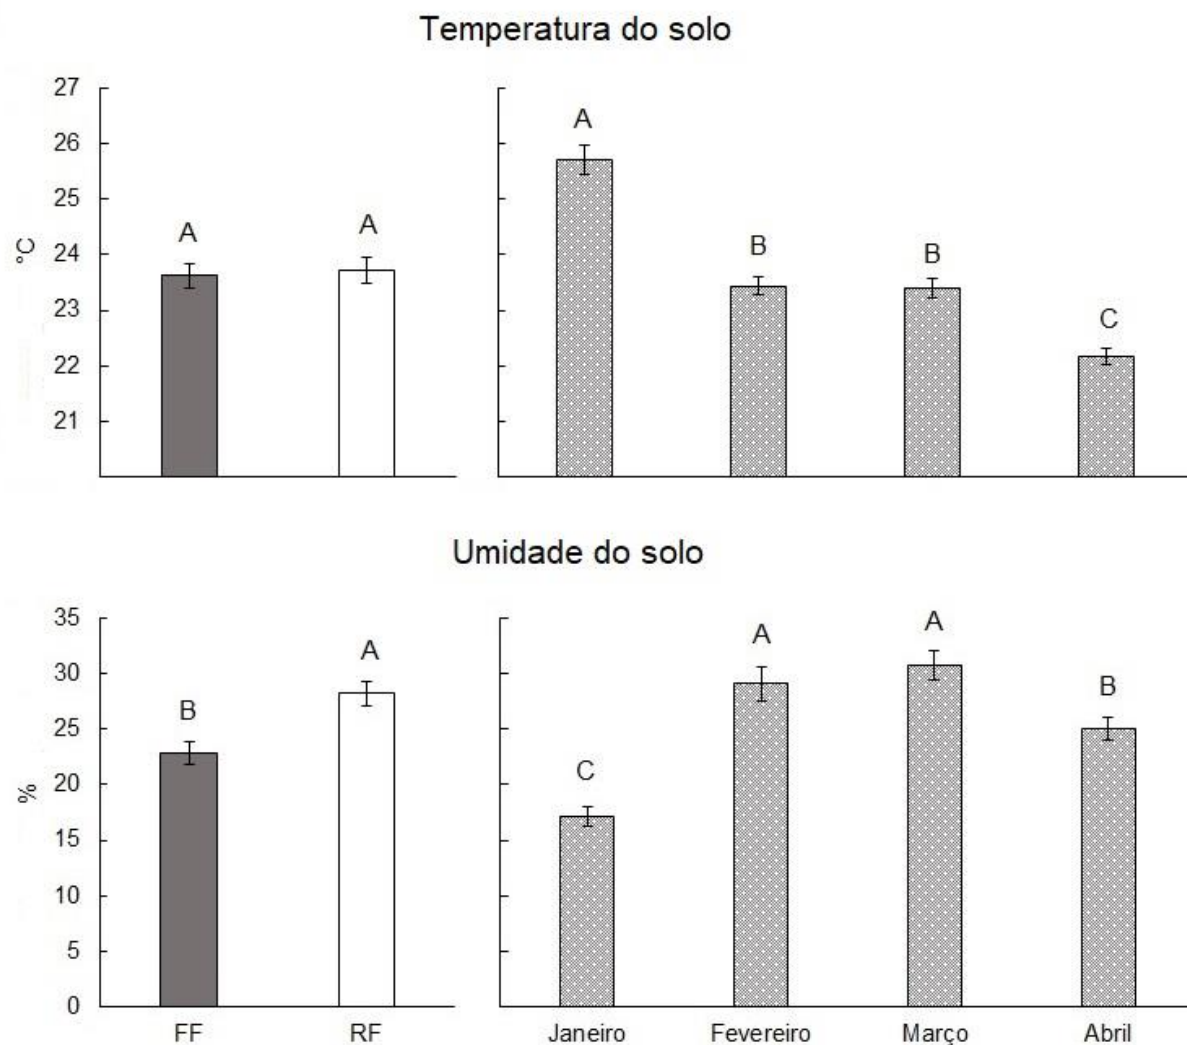 Temperatura do solo
27
26
25
24
23
22
21
°C
A
A
A
B
B
C
Umidade do solo
35
30
25
20
15
10
5
0
%
B
A
C
A
A
B
FF
RF
Janeiro
Fevereiro
Março
Abril